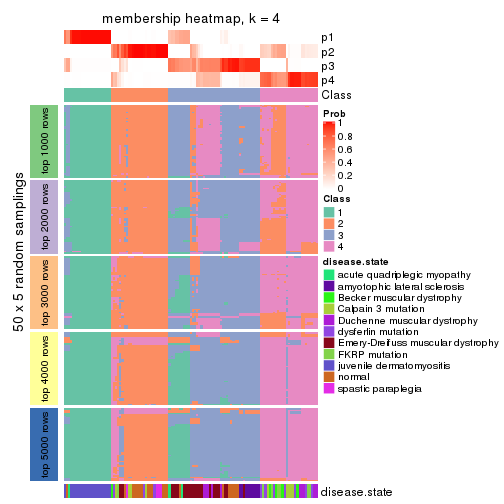 membership heatmap, k = 4
p1
p2
p3
p4
Class
Prob
1
0.8
0.6
0.4
0.2
0
Class
1
2
3
4
disease.state
acute quadriplegic myopathy
amyotophic lateral sclerosis
Becker muscular dystrophy
Calpain 3 mutation
Duchenne muscular dystrophy
dysferlin mutation
Emery-Dreifuss muscular dystrophy
FKRP mutation
juvenile dermatomyositis
normal
spastic paraplegia
50 x 5 random samplings
top 1000 rows
top 2000 rows
top 3000 rows
top 4000 rows
top 5000 rows
disease.state